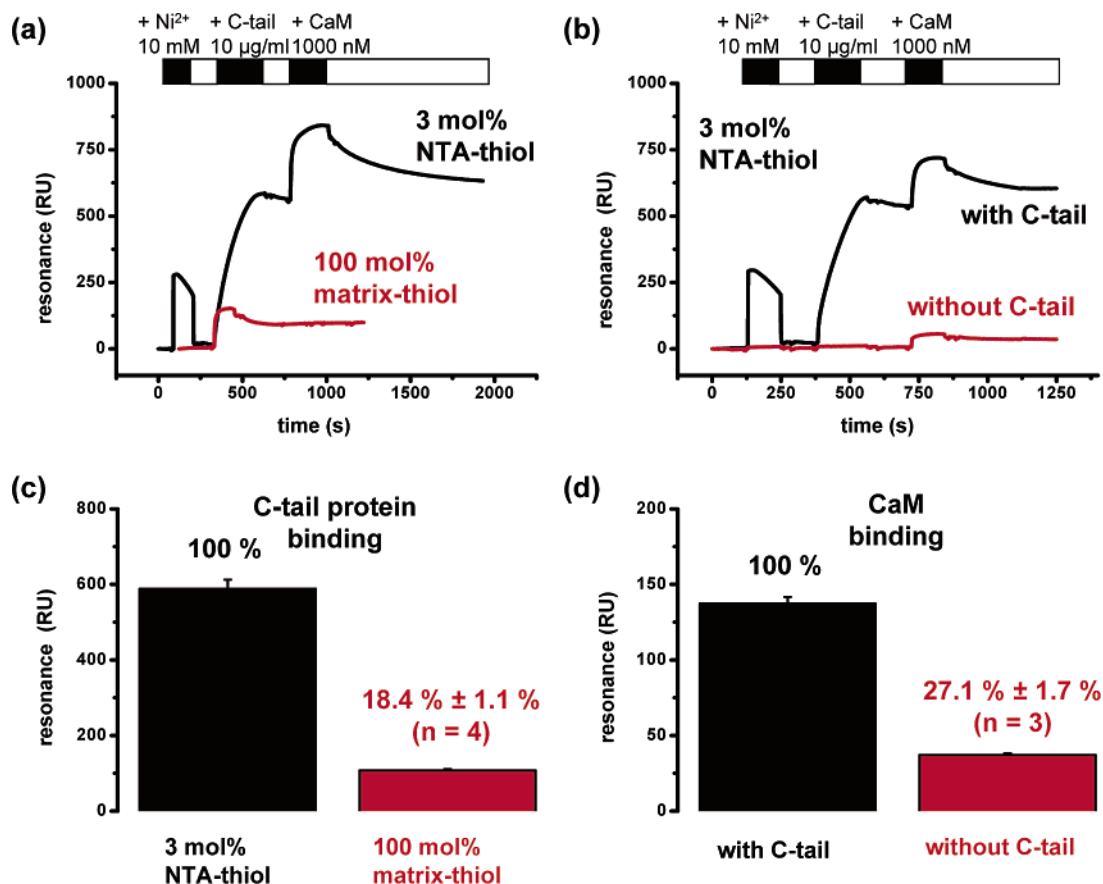 (a)
+ Ni²⁺ + C-tail + CaM
10 mM 10 µg/ml 1000 nM
1000
750
500
250
0
resonance (RU)
3 mol%
NTA-thiol
100 mol%
matrix-thiol
0 500 1000 1500 2000
time (s)
(b)
+ Ni²⁺ + C-tail + CaM
10 mM 10 µg/ml 1000 nM
1000
750
500
250
0
resonance (RU)
3 mol%
NTA-thiol
with C-tail
without C-tail
0 250 500 750 1000 1250
time (s)
(c)
C-tail protein
binding
800
600
400
200
0
resonance (RU)
100 %
18.4 % ± 1.1 %
(n = 4)
3 mol%
NTA-thiol
100 mol%
matrix-thiol
(d)
CaM
binding
200
150
100
50
0
resonance (RU)
100 %
27.1 % ± 1.7 %
(n = 3)
with C-tail
without C-tail